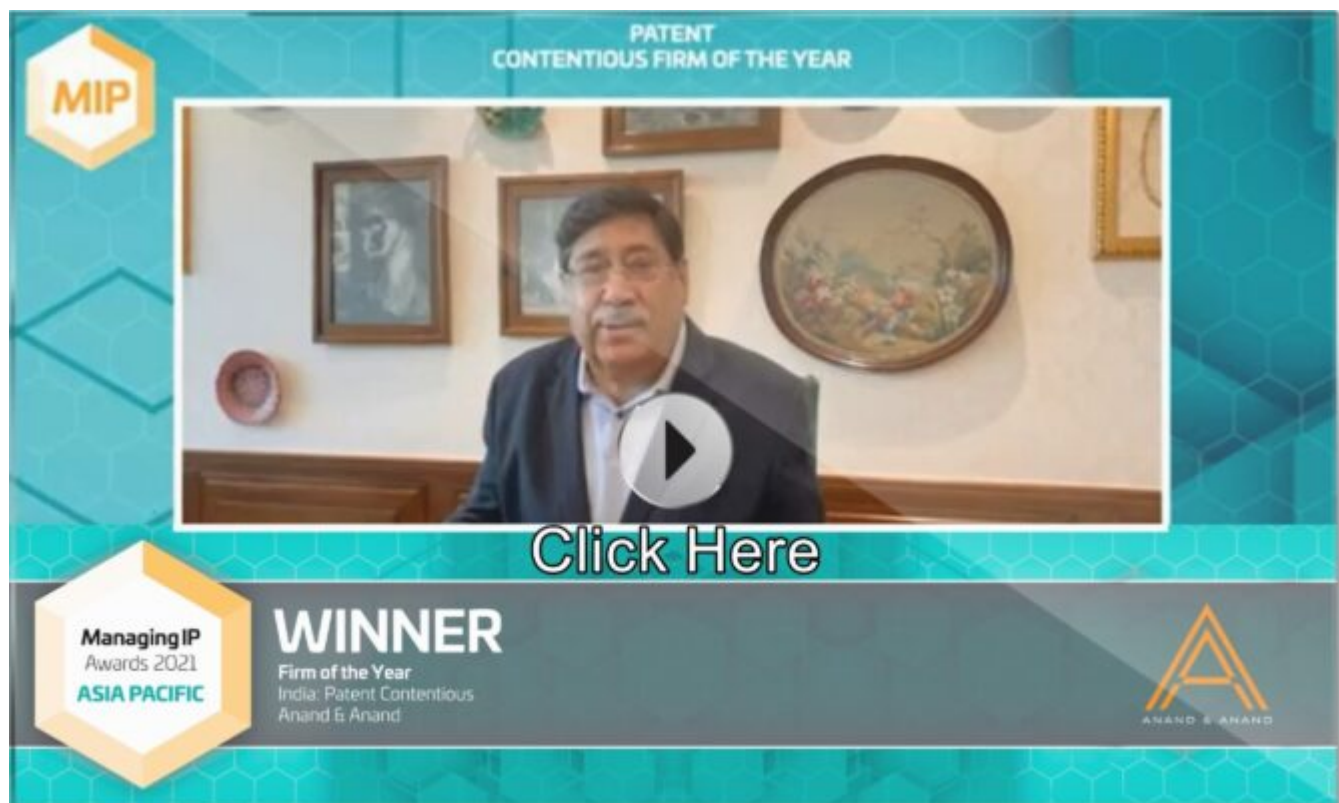 PATENT
CONTENTIOUS FIRM OF THE YEAR
MIP
Click Here
Managing IP
Awards 2021
ASIA PACIFIC
WINNER
Firm of the Year
India: Patent Contentious
Anand & Anand
ANAND & ANAND